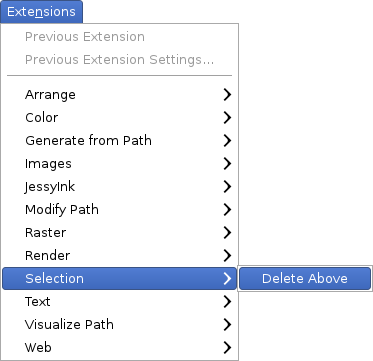 Extensions
Previous Extension
Previous Extension Settings...
Arrange
Color
Generate from Path
Images
JessyInk
Modify Path
Raster
Render
Selection
Delete Above
Text
Visualize Path
Web